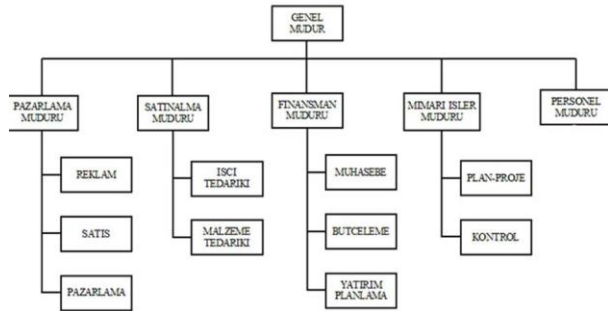 GENEL
MUDUR
PAZARLAMA
MUDURU
SATINALMA
MUDURU
FINANSMAN
MUDURU
MIMARI ISLER
MUDURU
PERSONEL
MUDURU
REKLAM
SATIS
PAZARLAMA
ISCI
TEDARIKI
MALZEME
TEDARIKI
MUHASEBE
BUTCELEME
YATIRIM
PLANLAMA
PLAN-PROJE
KONTROL